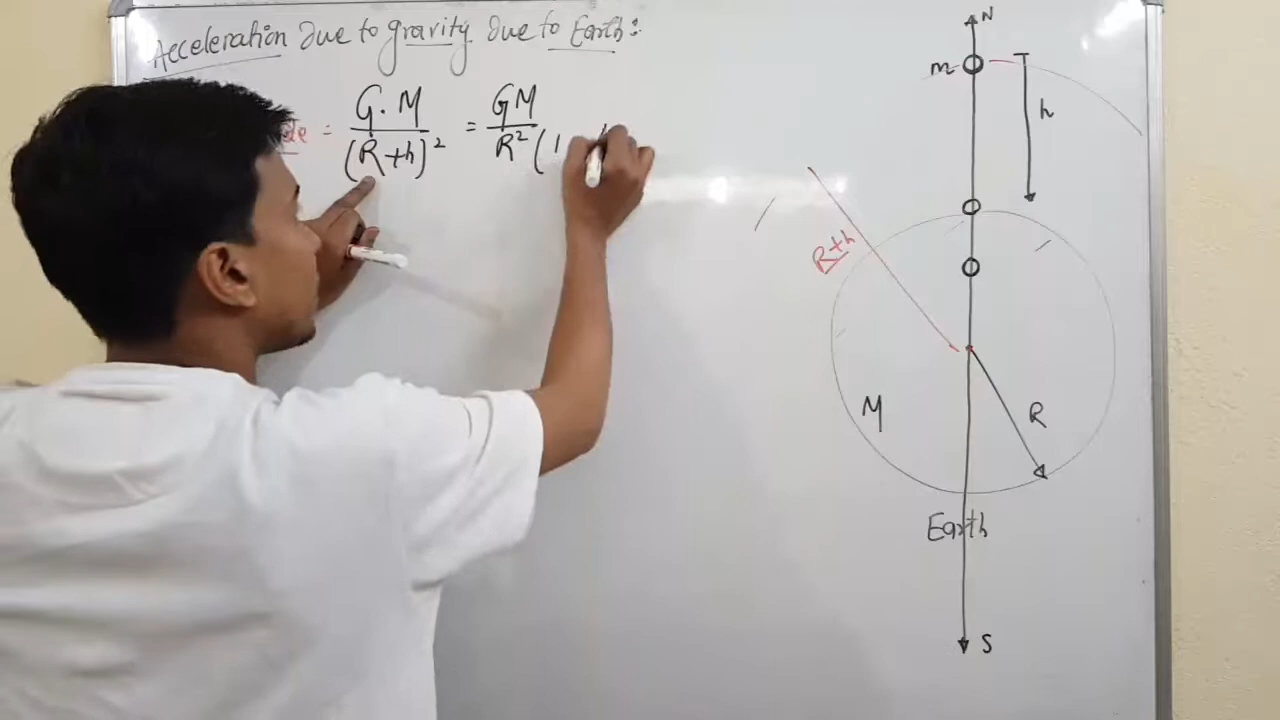 Acceleration due to gravity due to Earth:
= G. M / (R+h)² = GM / R² (1
N
m
h
R+h
M
R
Earth
S